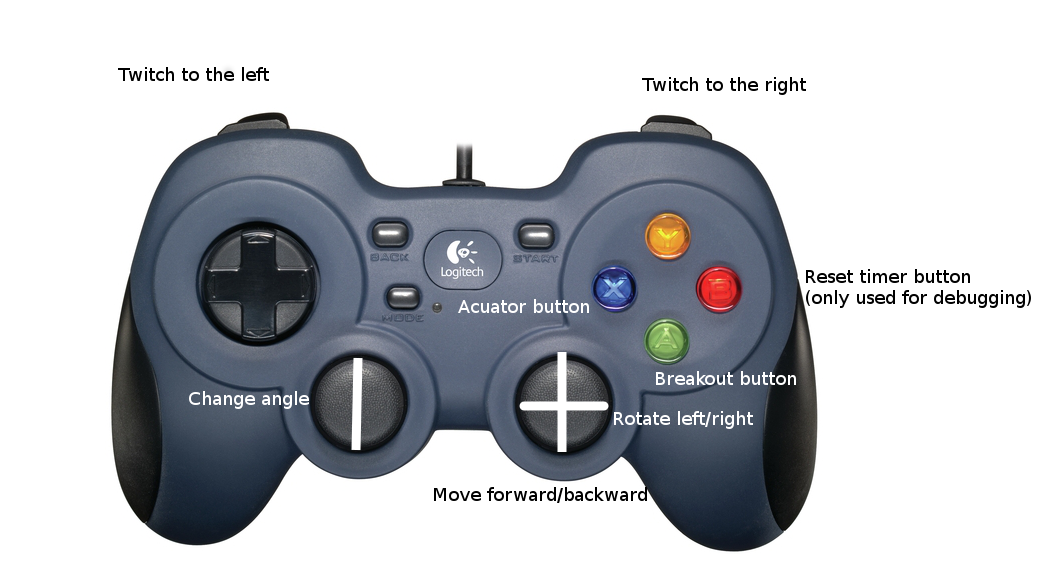 Twitch to the left
Twitch to the right
BACK
Logitech
START
Y
X
B
Reset timer button
(only used for debugging)
Acuator button
MODE
A
Breakout button
Change angle
Rotate left/right
Move forward/backward